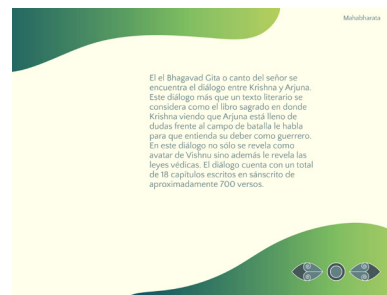 Mahabharata
El el Bhagavad Gita o canto del señor se
encuentra el diálogo entre Krishna y Arjuna.
Este diálogo más que un texto literario se
considera como el libro sagrado en donde
Krishna viendo que Arjuna está lleno de
dudas frente al campo de batalla le habla
para que entienda su deber como guerrero.
En este diálogo no sólo se revela como
avatar de Vishnu sino además le revela las
leyes védicas. El diálogo cuenta con un total
de 18 capítulos escritos en sánscrito de
aproximadamente 700 versos.